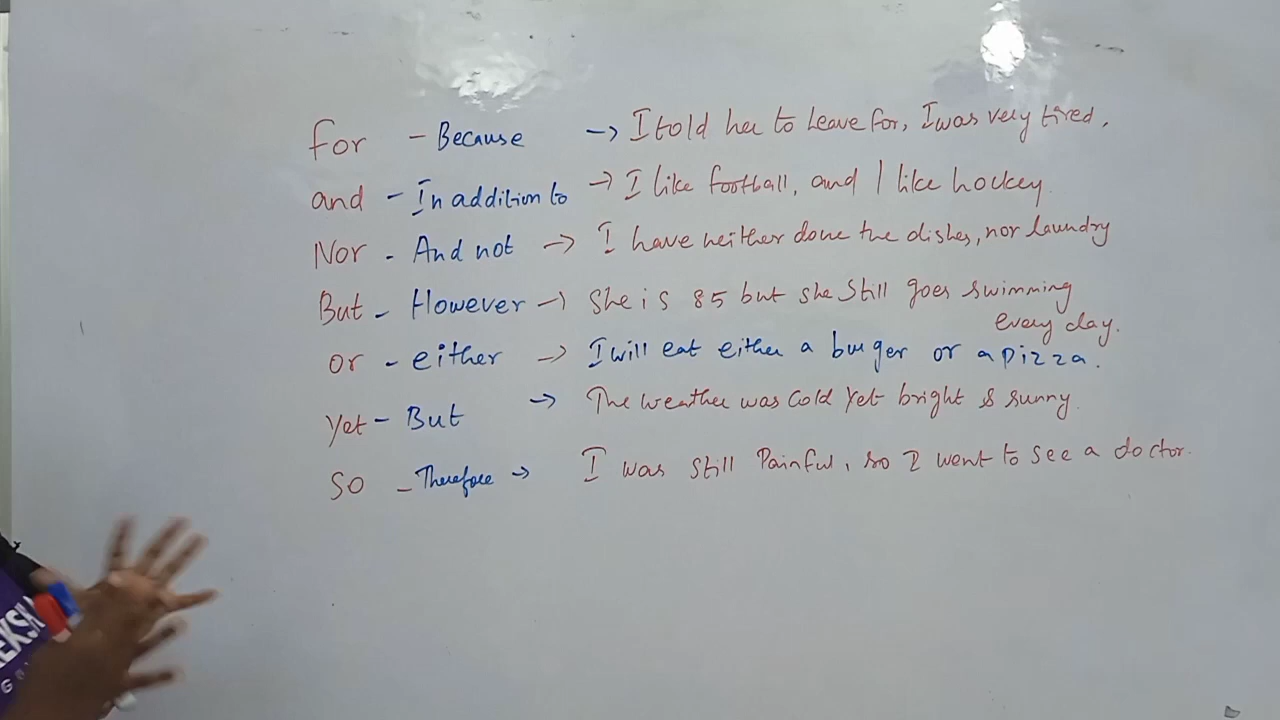 for - Because -> I told her to Leave for, I was very tired.
and - In addition to -> I like football, and I like hockey.
Nor - And not -> I have neither done the dishes, nor laundry
But - However -> She is 85 but she still goes swimming
every day.
or - either -> I will eat either a burger or a pizza.
Yet - But -> The weather was cold yet bright & sunny.
So - Therefore -> I was still Painful, so I went to see a doctor.